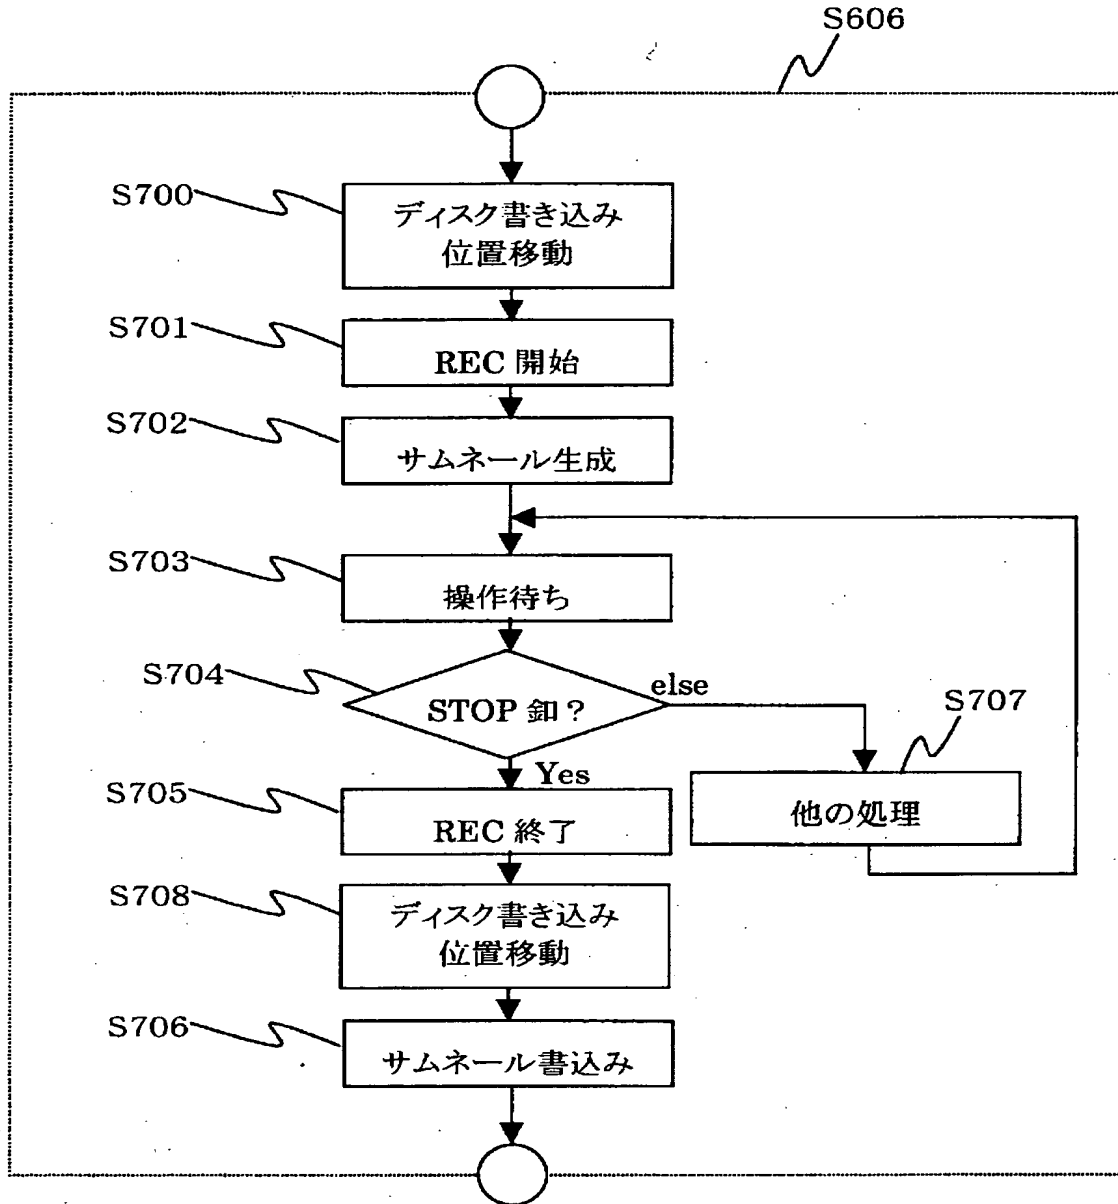 S606
S700
ディスク書き込み
位置移動
S701
REC 開始
S702
サムネール生成
S703
操作待ち
S704
STOP 釦？
else
S707
Yes
S705
REC 終了
他の処理
S708
ディスク書き込み
位置移動
S706
サムネール書込み